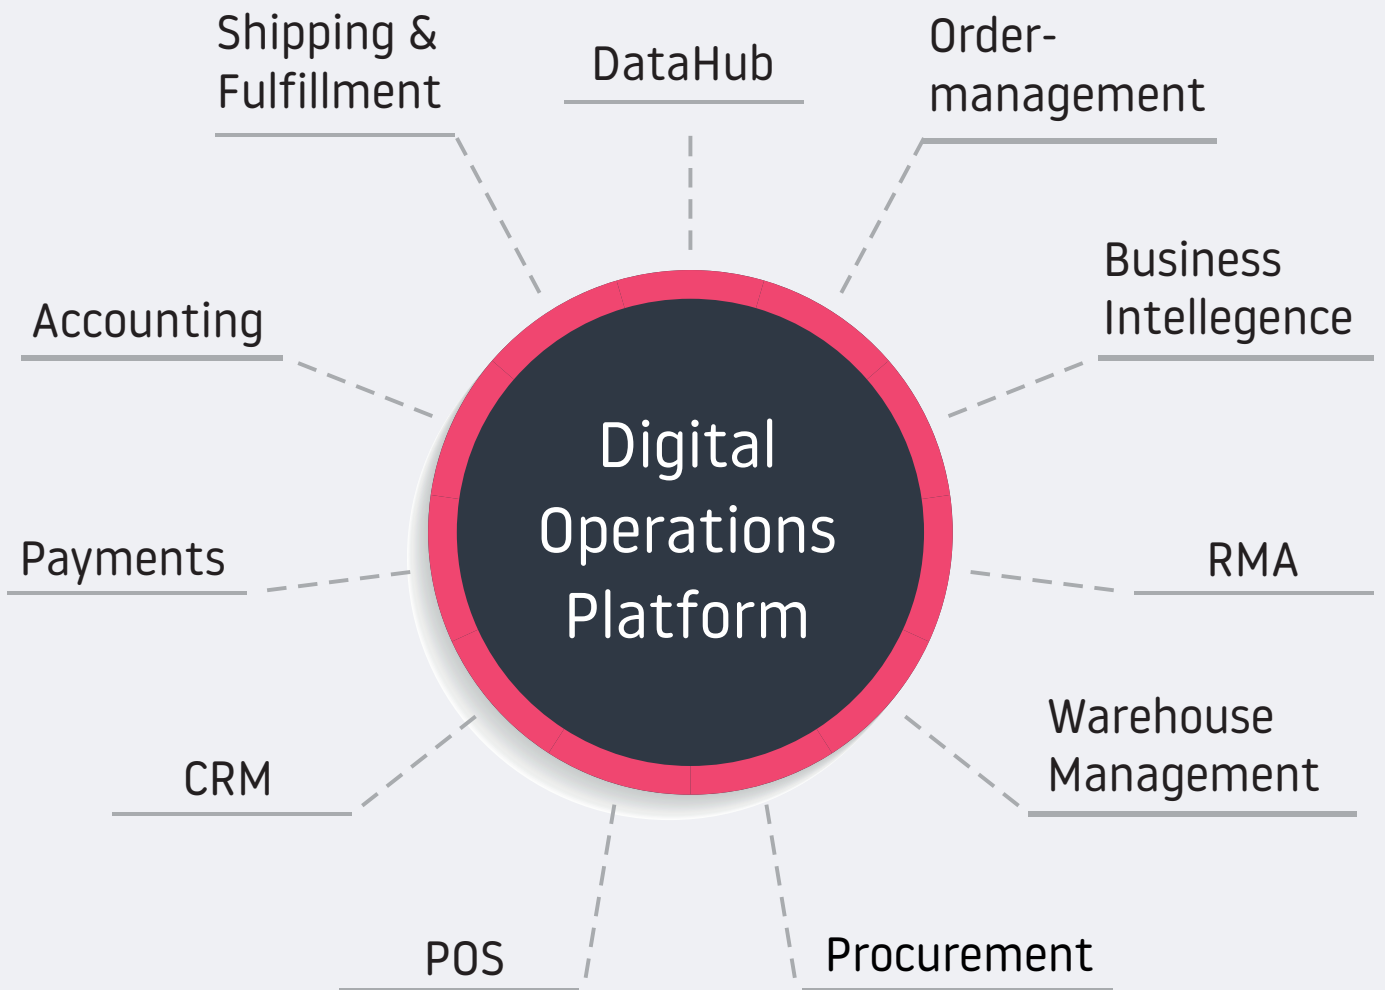 Shipping &
Fulfillment
DataHub
Order-
management
Business
Intellegence
Accounting
Digital
Operations
Platform
Payments
RMA
Warehouse
Management
CRM
POS
Procurement